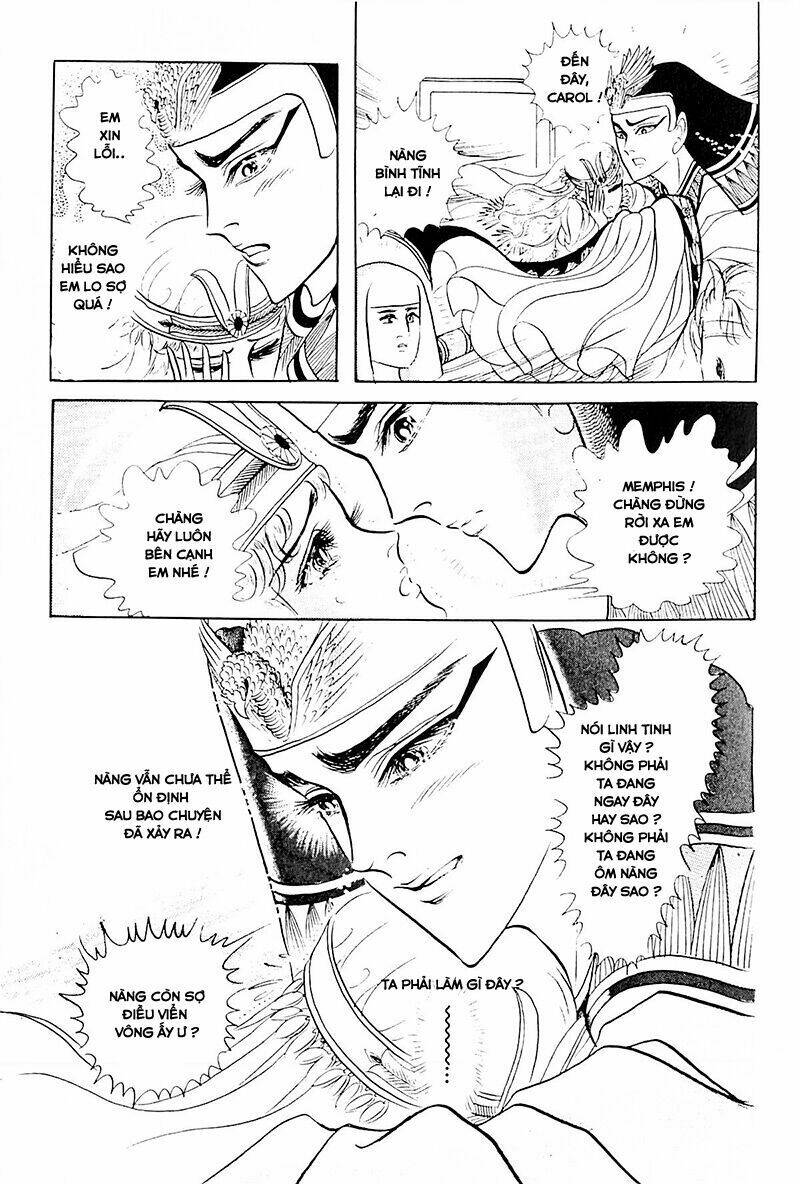 ĐẾN
ĐÂY,
CAROL !
NÀNG
BÌNH TĨNH
LẠI ĐI !
EM
XIN
LỖI..
KHÔNG
HIỂU SAO
EM LO SỢ
QUÁ !
MEMPHIS !
CHÀNG ĐỪNG
RỜI XA EM
ĐƯỢC
KHÔNG ?
CHÀNG
HÃY LUÔN
BÊN CẠNH
EM NHÉ !
NÓI LINH TINH
GÌ VẬY ?
KHÔNG PHẢI
TA ĐANG
NGAY ĐÂY
HAY SAO ?
KHÔNG PHẢI
TA ĐANG
ÔM NÀNG
ĐÂY SAO ?
NÀNG VẪN CHƯA THỂ
ỔN ĐỊNH
SAU BAO CHUYỆN
ĐÃ XẢY RA !
TA PHẢI LÀM GÌ ĐÂY ?
NÀNG CÒN SỢ
ĐIỀU VIỂN
VÔNG ẤY Ư ?